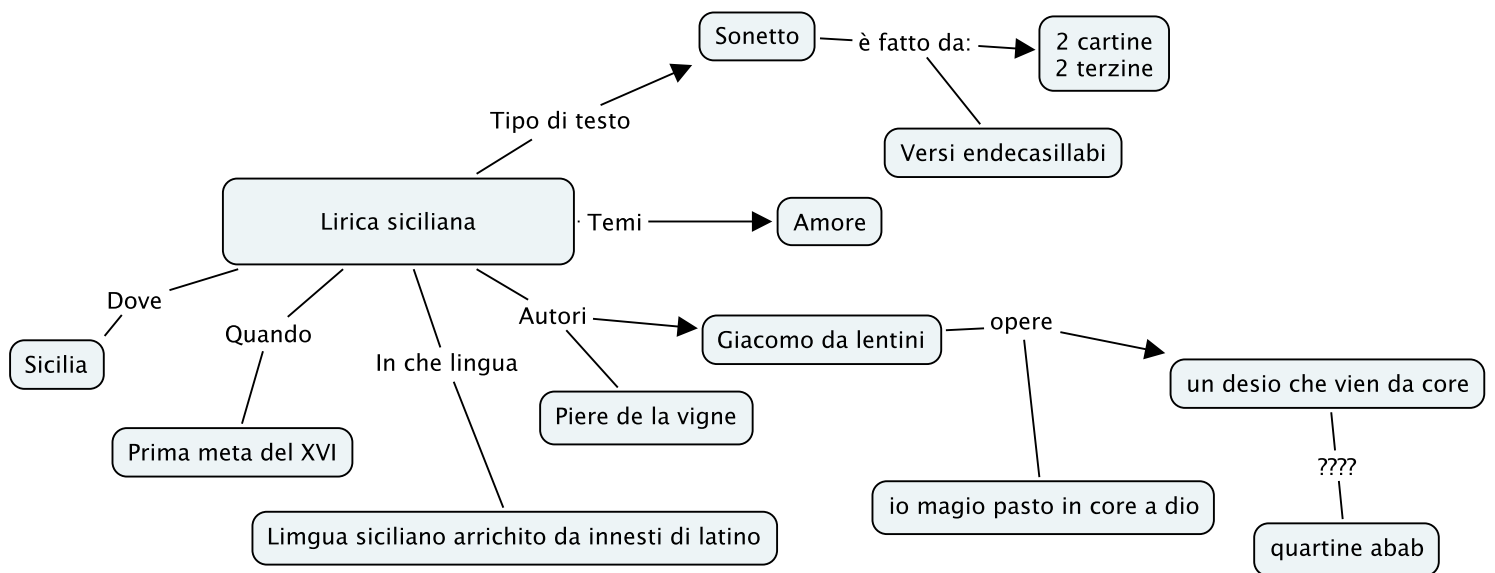 Sonetto
è fatto da:
2 cartine
2 terzine
Tipo di testo
Versi endecasillabi
Lirica siciliana
Temi
Amore
Dove
Sicilia
Quando
Prima meta del XVI
In che lingua
Limgua siciliano arrichito da innesti di latino
Autori
Giacomo da lentini
Piere de la vigne
opere
un desio che vien da core
io magio pasto in core a dio
????
quartine abab